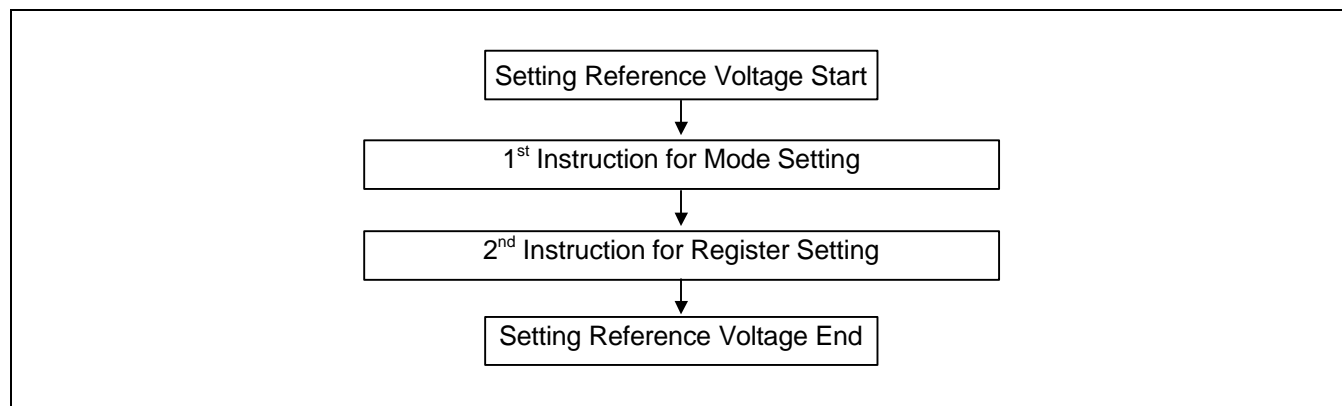 Setting Reference Voltage Start
1st Instruction for Mode Setting
2nd Instruction for Register Setting
Setting Reference Voltage End